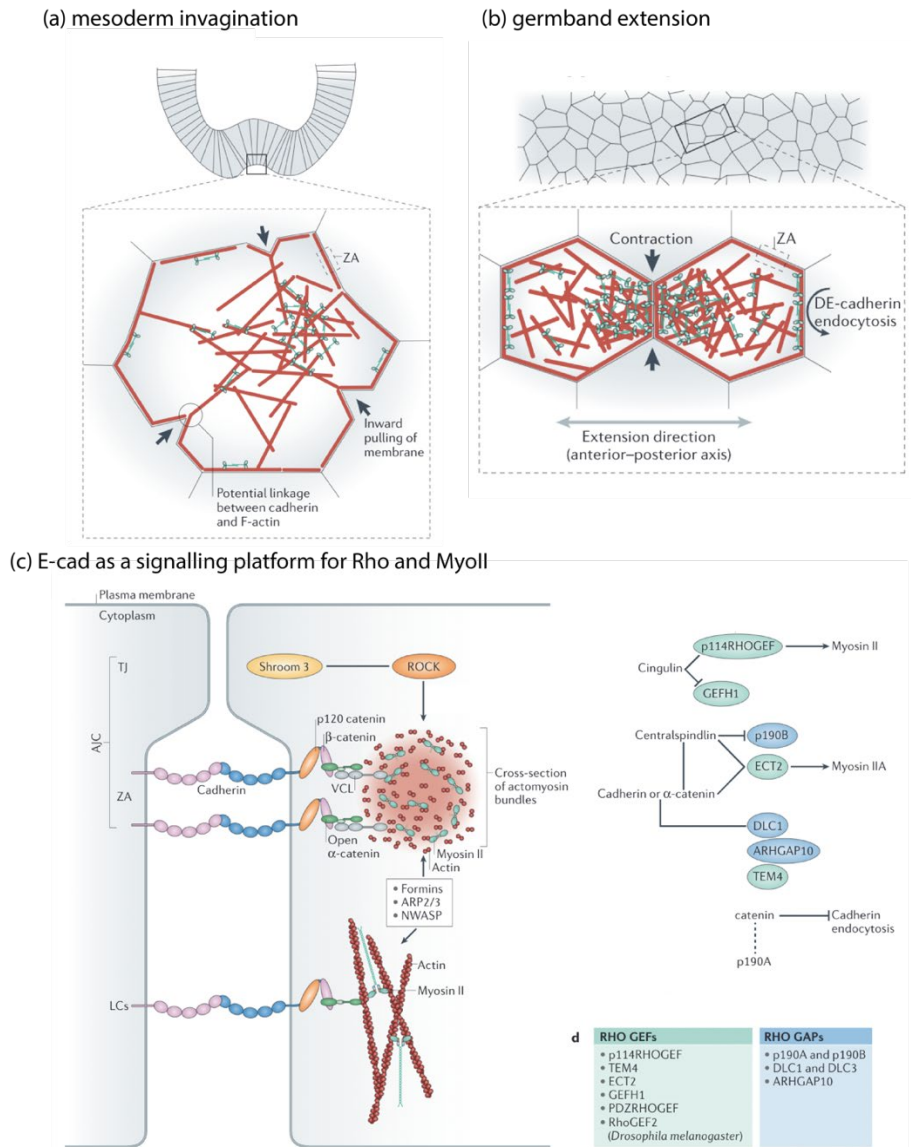 (a) mesoderm invagination
ZA
Inward
pulling of
membrane
Potential linkage
between cadherin
and F-actin
(b) germband extension
Contraction
ZA
DE-cadherin
endocytosis
Extension direction
(anterior–posterior axis)
(c) E-cad as a signalling platform for Rho and MyoII
Plasma membrane
Cytoplasm
TJ
AJC
ZA
LCs
Shroom 3
ROCK
p120 catenin
β-catenin
Cadherin
VCL
Cross-section
of actomyosin
bundles
Open
α-catenin
Myosin II
Actin
• Formins
• ARP2/3
• NWASP
Actin
Myosin II
p114RHOGEF
Myosin II
Cingulin
GEFH1
Centralspindlin
p190B
ECT2
Myosin IIA
Cadherin or α-catenin
DLC1
ARHGAP10
TEM4
catenin
Cadherin
endocytosis
p190A
d
RHO GEFs
• p114RHOGEF
• TEM4
• ECT2
• GEFH1
• PDZRHOGEF
• RhoGEF2
(Drosophila melanogaster)
RHO GAPs
• p190A and p190B
• DLC1 and DLC3
• ARHGAP10